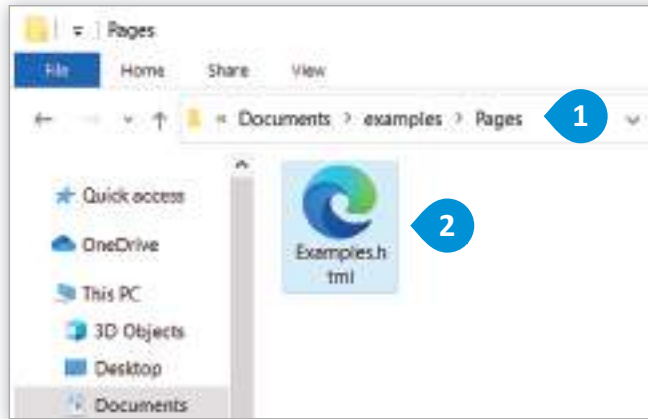 Pages
File Home Share View
« Documents > examples > Pages 1
Quick access
OneDrive
This PC
3D Objects
Desktop
Documents
Examples.h
tml
2